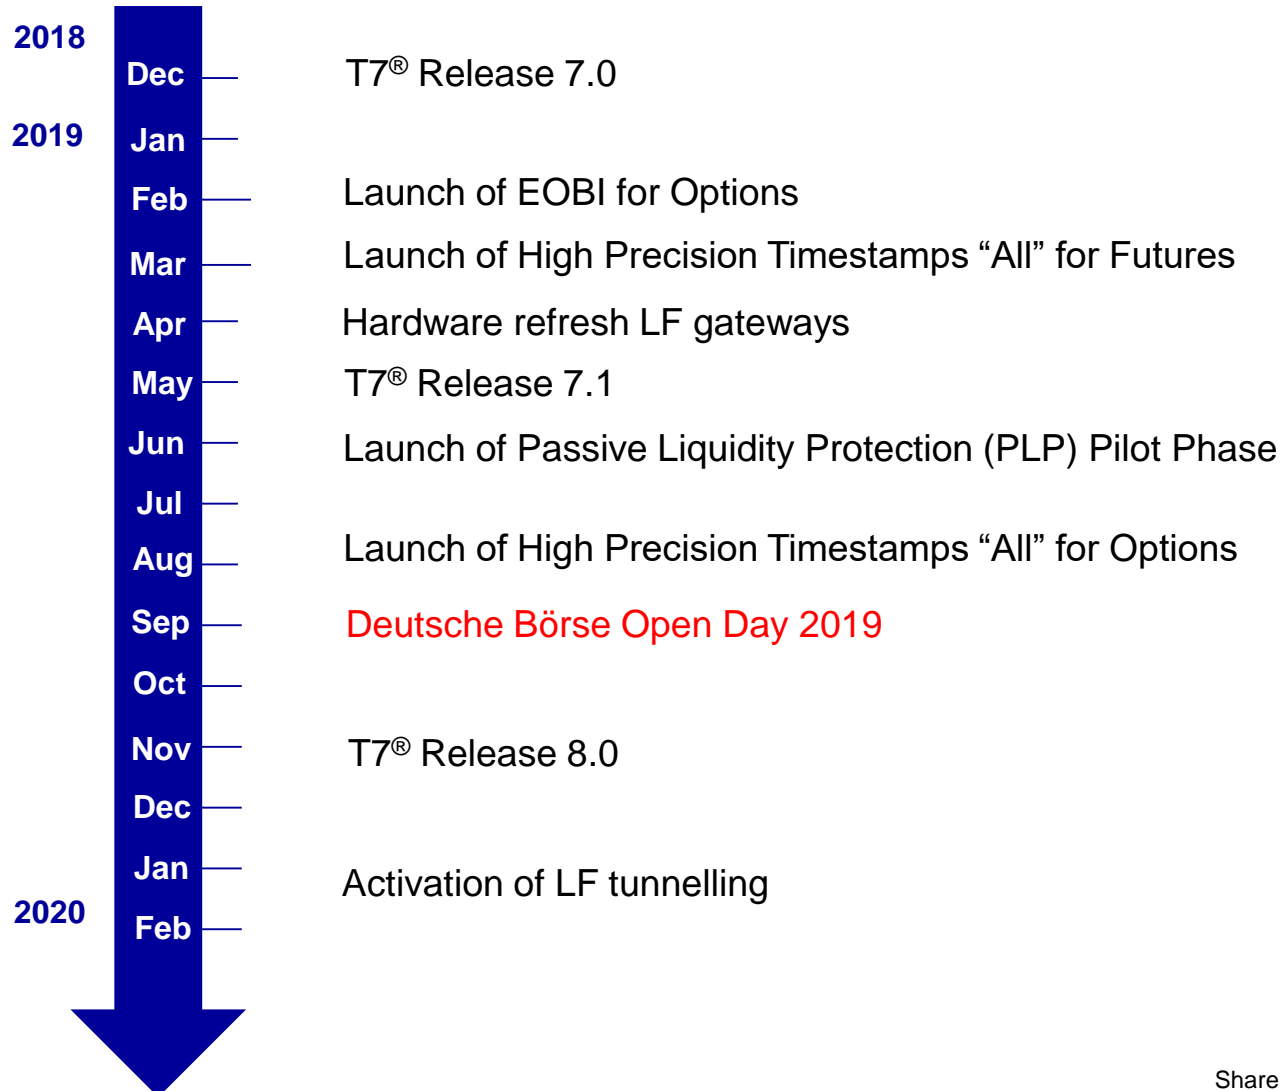 2018
Dec T7® Release 7.0
2019
Jan
Feb Launch of EOBI for Options
Mar Launch of High Precision Timestamps “All” for Futures
Apr Hardware refresh LF gateways
May T7® Release 7.1
Jun Launch of Passive Liquidity Protection (PLP) Pilot Phase
Jul
Aug Launch of High Precision Timestamps “All” for Options
Sep Deutsche Börse Open Day 2019
Oct
Nov T7® Release 8.0
Dec
Jan Activation of LF tunnelling
2020
Feb
Share